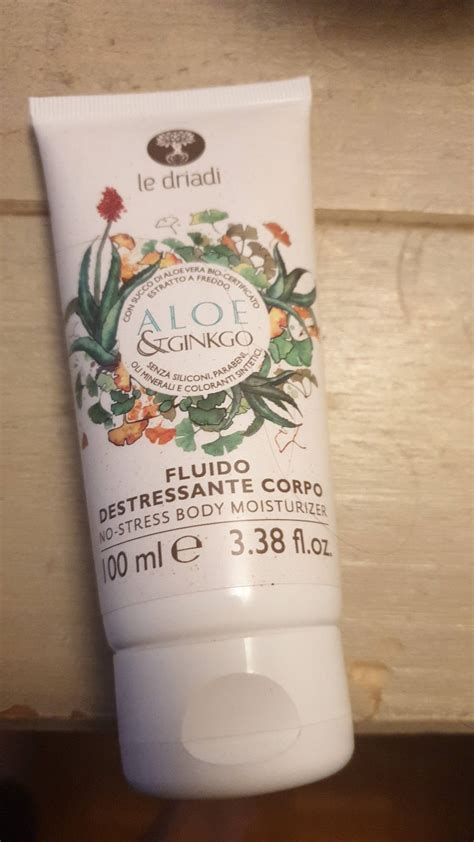 le driadi
CON SUCCO DI ALOE VERA BIO-CERTIFICATO
ESTRATTO A FREDDO
ALOE
&GINKGO
SENZA SILICONI, PARABENI,
OLI MINERALI E COLORANTI SINTETICI
FLUIDO
DESTRESSANTE CORPO
NO-STRESS BODY MOISTURIZER
100 ml e 3.38 fl.oz.